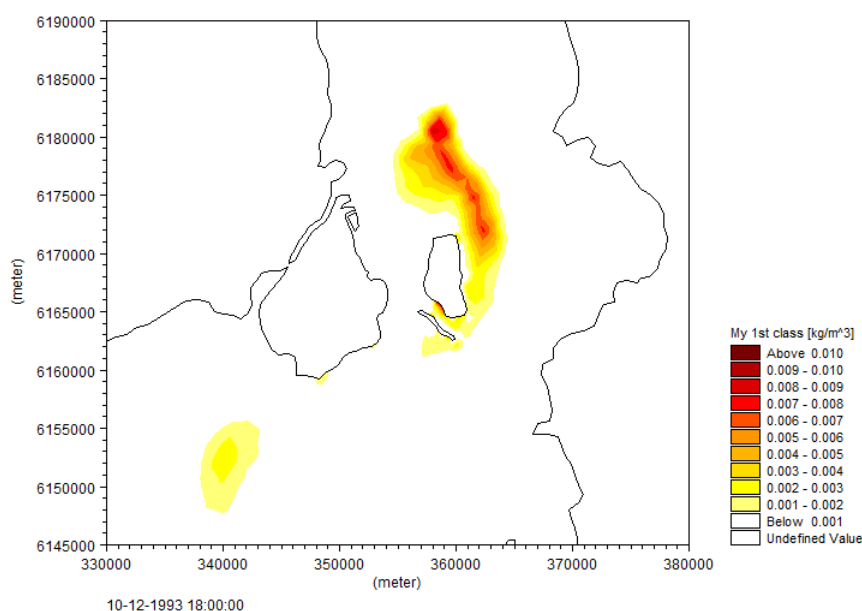 6190000
6185000
6180000
6175000
6170000
6165000
6160000
6155000
6150000
6145000
(meter)
330000 340000 350000 360000 370000 380000
(meter)
10-12-1993 18:00:00
My 1st class [kg/m^3]
Above 0.010
0.009 - 0.010
0.008 - 0.009
0.007 - 0.008
0.006 - 0.007
0.005 - 0.006
0.004 - 0.005
0.003 - 0.004
0.002 - 0.003
0.001 - 0.002
Below 0.001
Undefined Value